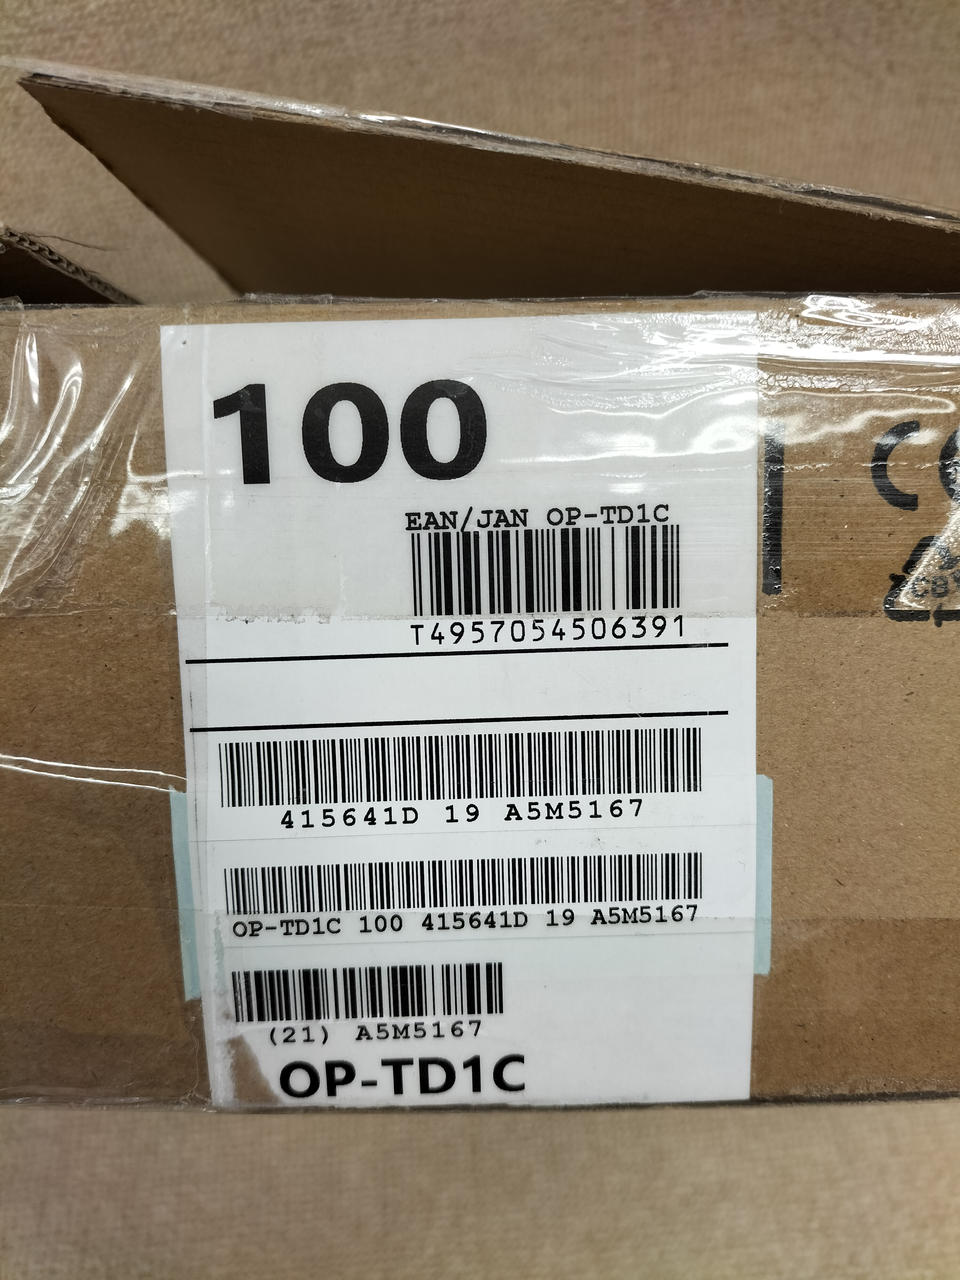 100
EAN/JAN OP-TD1C
T4957054506391
415641D 19 A5M5167
OP-TD1C 100 415641D 19 A5M5167
(21) A5M5167
OP-TD1C